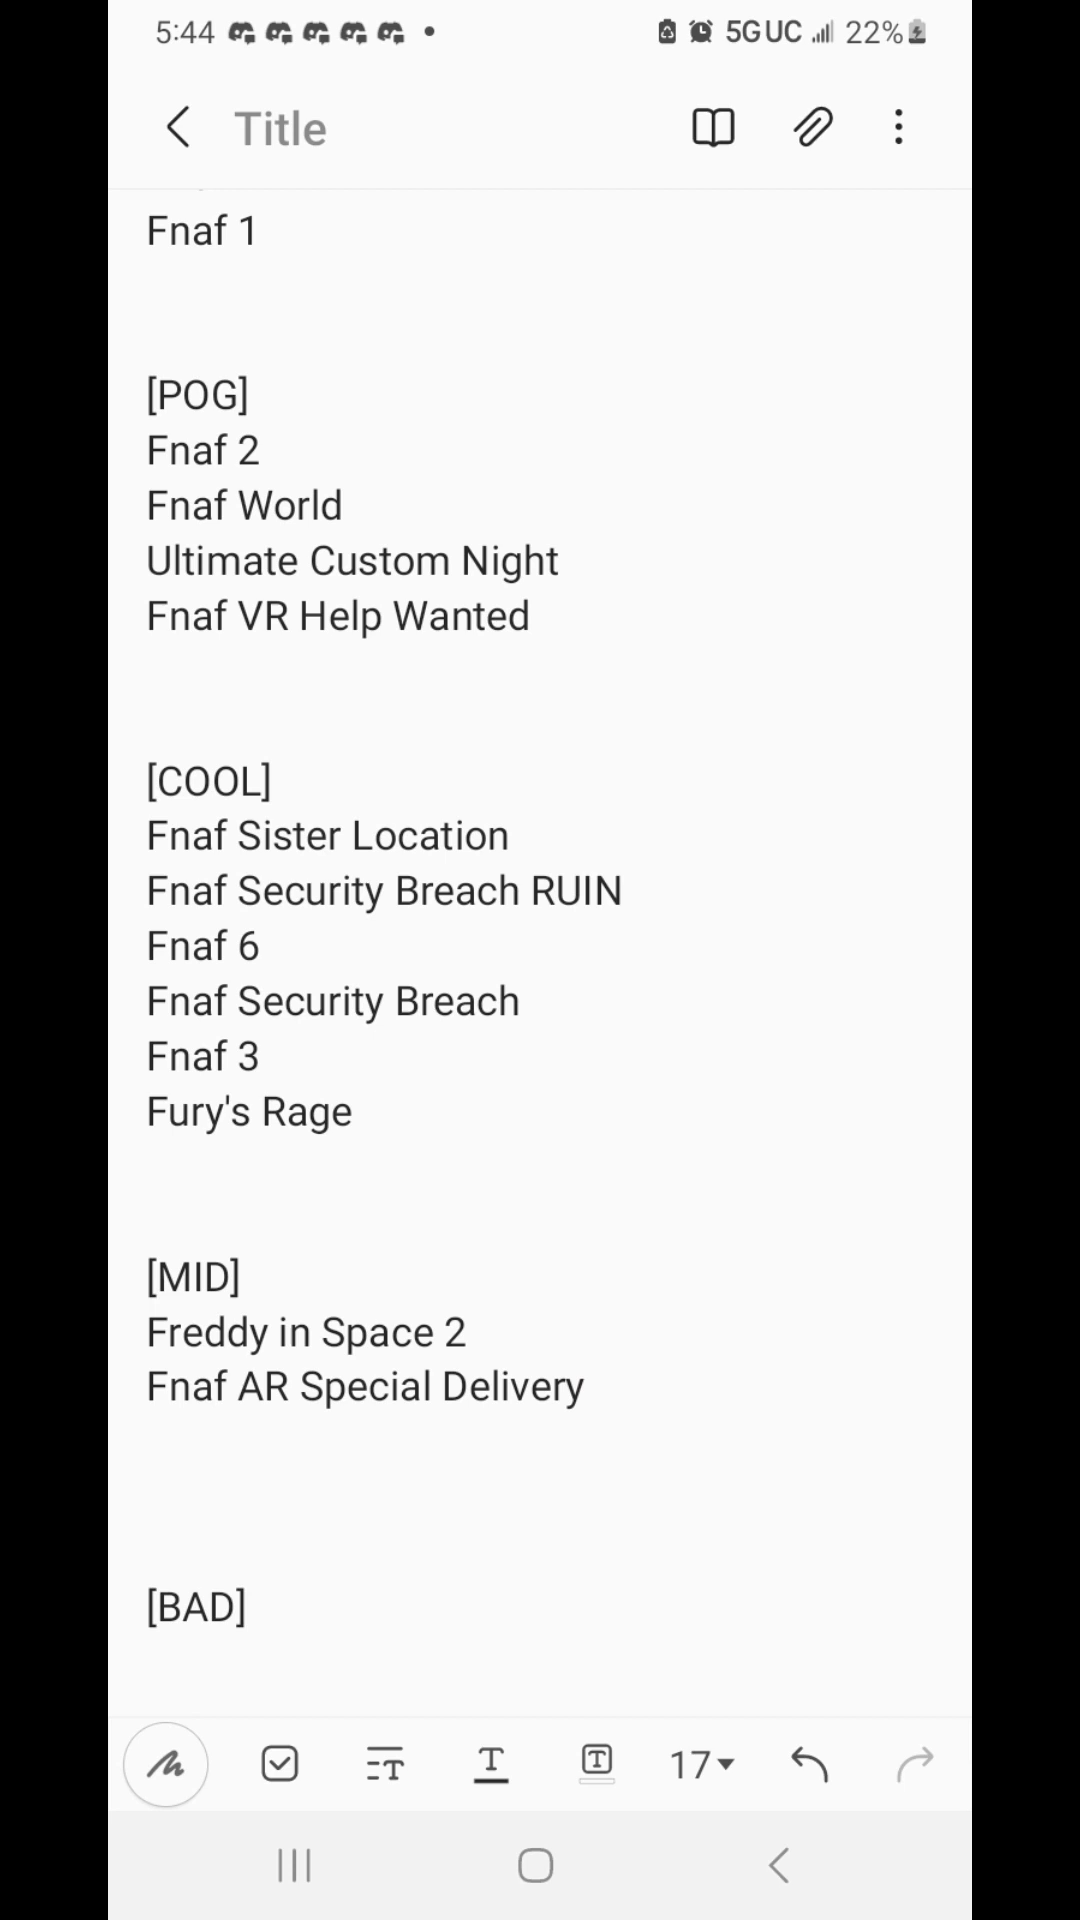 5:44
5G UC
22%
Title
Fnaf 1
[POG]
Fnaf 2
Fnaf World
Ultimate Custom Night
Fnaf VR Help Wanted
[COOL]
Fnaf Sister Location
Fnaf Security Breach RUIN
Fnaf 6
Fnaf Security Breach
Fnaf 3
Fury's Rage
[MID]
Freddy in Space 2
Fnaf AR Special Delivery
[BAD]
17